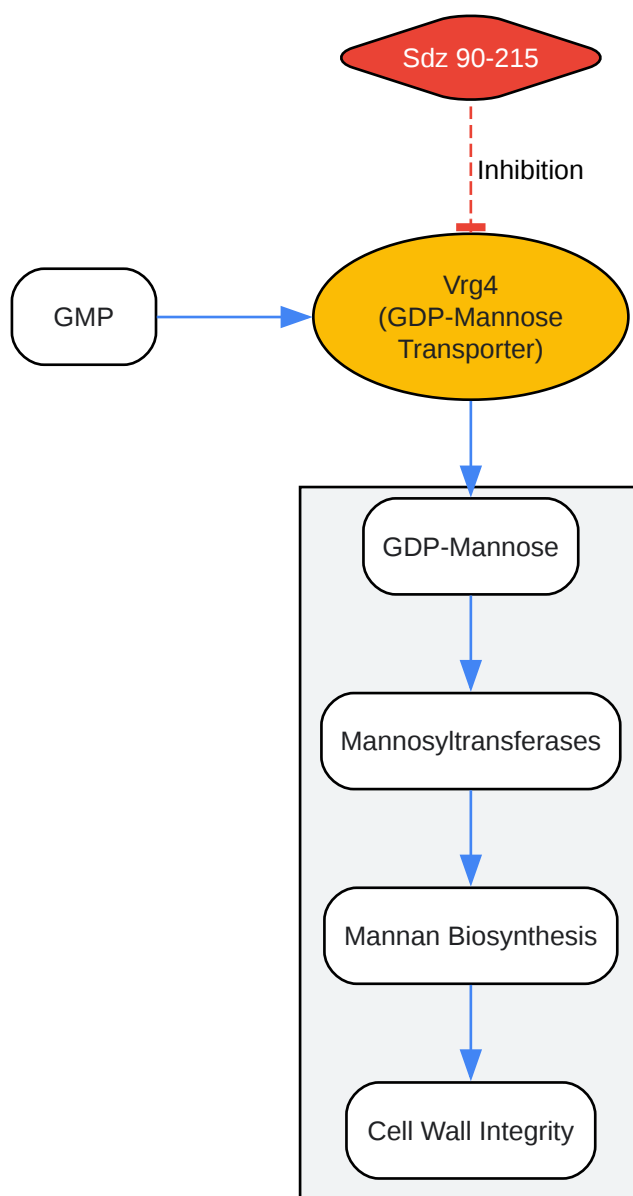 Sdz 90-215
Inhibition
Vrg4
(GDP-Mannose
Transporter)
GMP
GDP-Mannose
Mannosyltransferases
Mannan Biosynthesis
Cell Wall Integrity